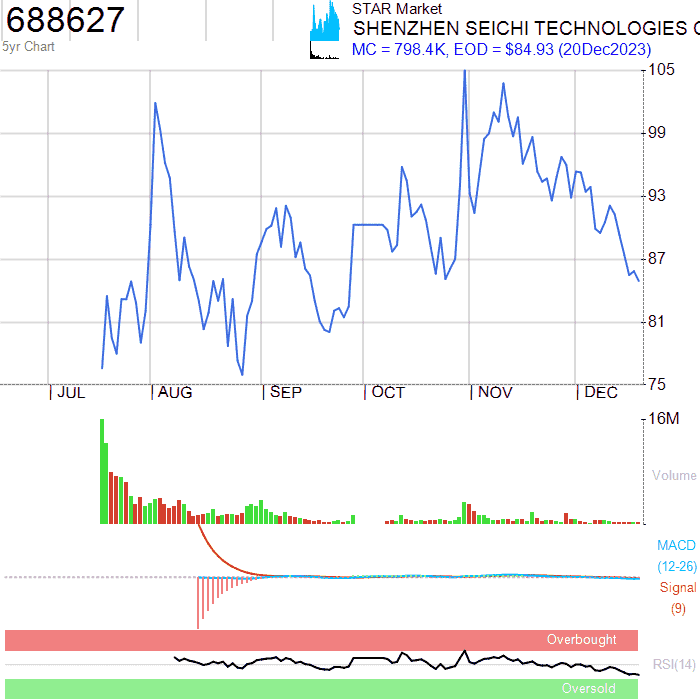 688627
5yr Chart
STAR Market
SHENZHEN SEICHI TECHNOLOGIES C
MC = 798.4K, EOD = $84.93 (20Dec2023)
105
99
93
87
81
75
JUL AUG SEP OCT NOV DEC
16M
Volume
MACD
(12-26)
Signal
(9)
Overbought
RSI(14)
Oversold